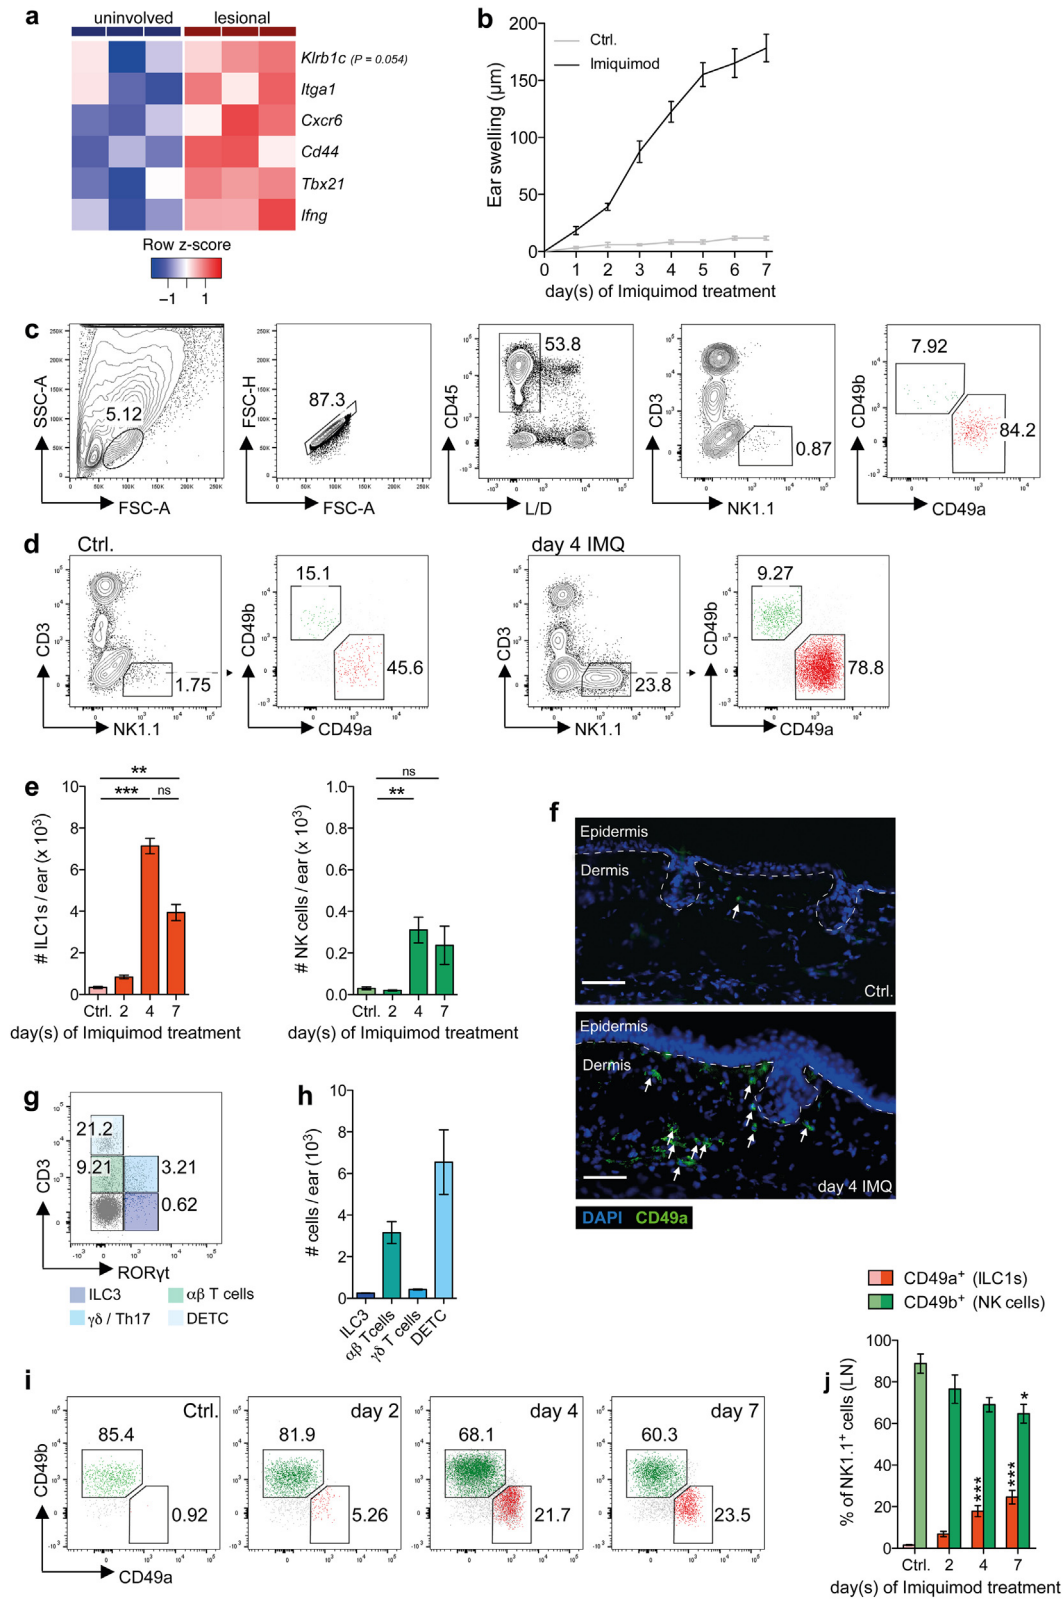 a
uninvolved lesional
Klrb1c (P = 0.054)
Itga1
Cxcr6
Cd44
Tbx21
Ifng
Row z-score
–1 1
b
Ctrl.
Imiquimod
Ear swelling (µm)
200
150
100
50
0
0 1 2 3 4 5 6 7
day(s) of Imiquimod treatment
c
SSC-A
5.12
FSC-A
FSC-H
87.3
FSC-A
CD45
53.8
L/D
CD3
0.87
NK1.1
CD49b
7.92
84.2
CD49a
d
Ctrl.
CD3
1.75
NK1.1
CD49b
15.1
45.6
CD49a
day 4 IMQ
CD3
23.8
NK1.1
CD49b
9.27
78.8
CD49a
e
# ILC1s / ear (x 10³)
10
8
6
4
2
0
**
*** ns
Ctrl. 2 4 7
day(s) of Imiquimod treatment
# NK cells / ear (x 10³)
1.0
0.8
0.6
0.4
0.2
0.0
ns
**
Ctrl. 2 4 7
day(s) of Imiquimod treatment
f
Epidermis
Dermis
Ctrl.
Epidermis
Dermis
day 4 IMQ
DAPI CD49a
g
CD3
21.2
9.21 3.21
0.62
RORγt
ILC3 αβ T cells
γδ / Th17 DETC
h
# cells / ear (10³)
10
8
6
4
2
0
ILC3
αβ Tcells
γδ T cells
DETC
CD49a⁺ (ILC1s)
CD49b⁺ (NK cells)
i
CD49b
CD49a
Ctrl.
85.4
0.92
day 2
81.9
5.26
day 4
68.1
21.7
day 7
60.3
23.5
j
% of NK1.1⁺ cells (LN)
100
80
60
40
20
0
***
***
*
Ctrl. 2 4 7
day(s) of Imiquimod treatment